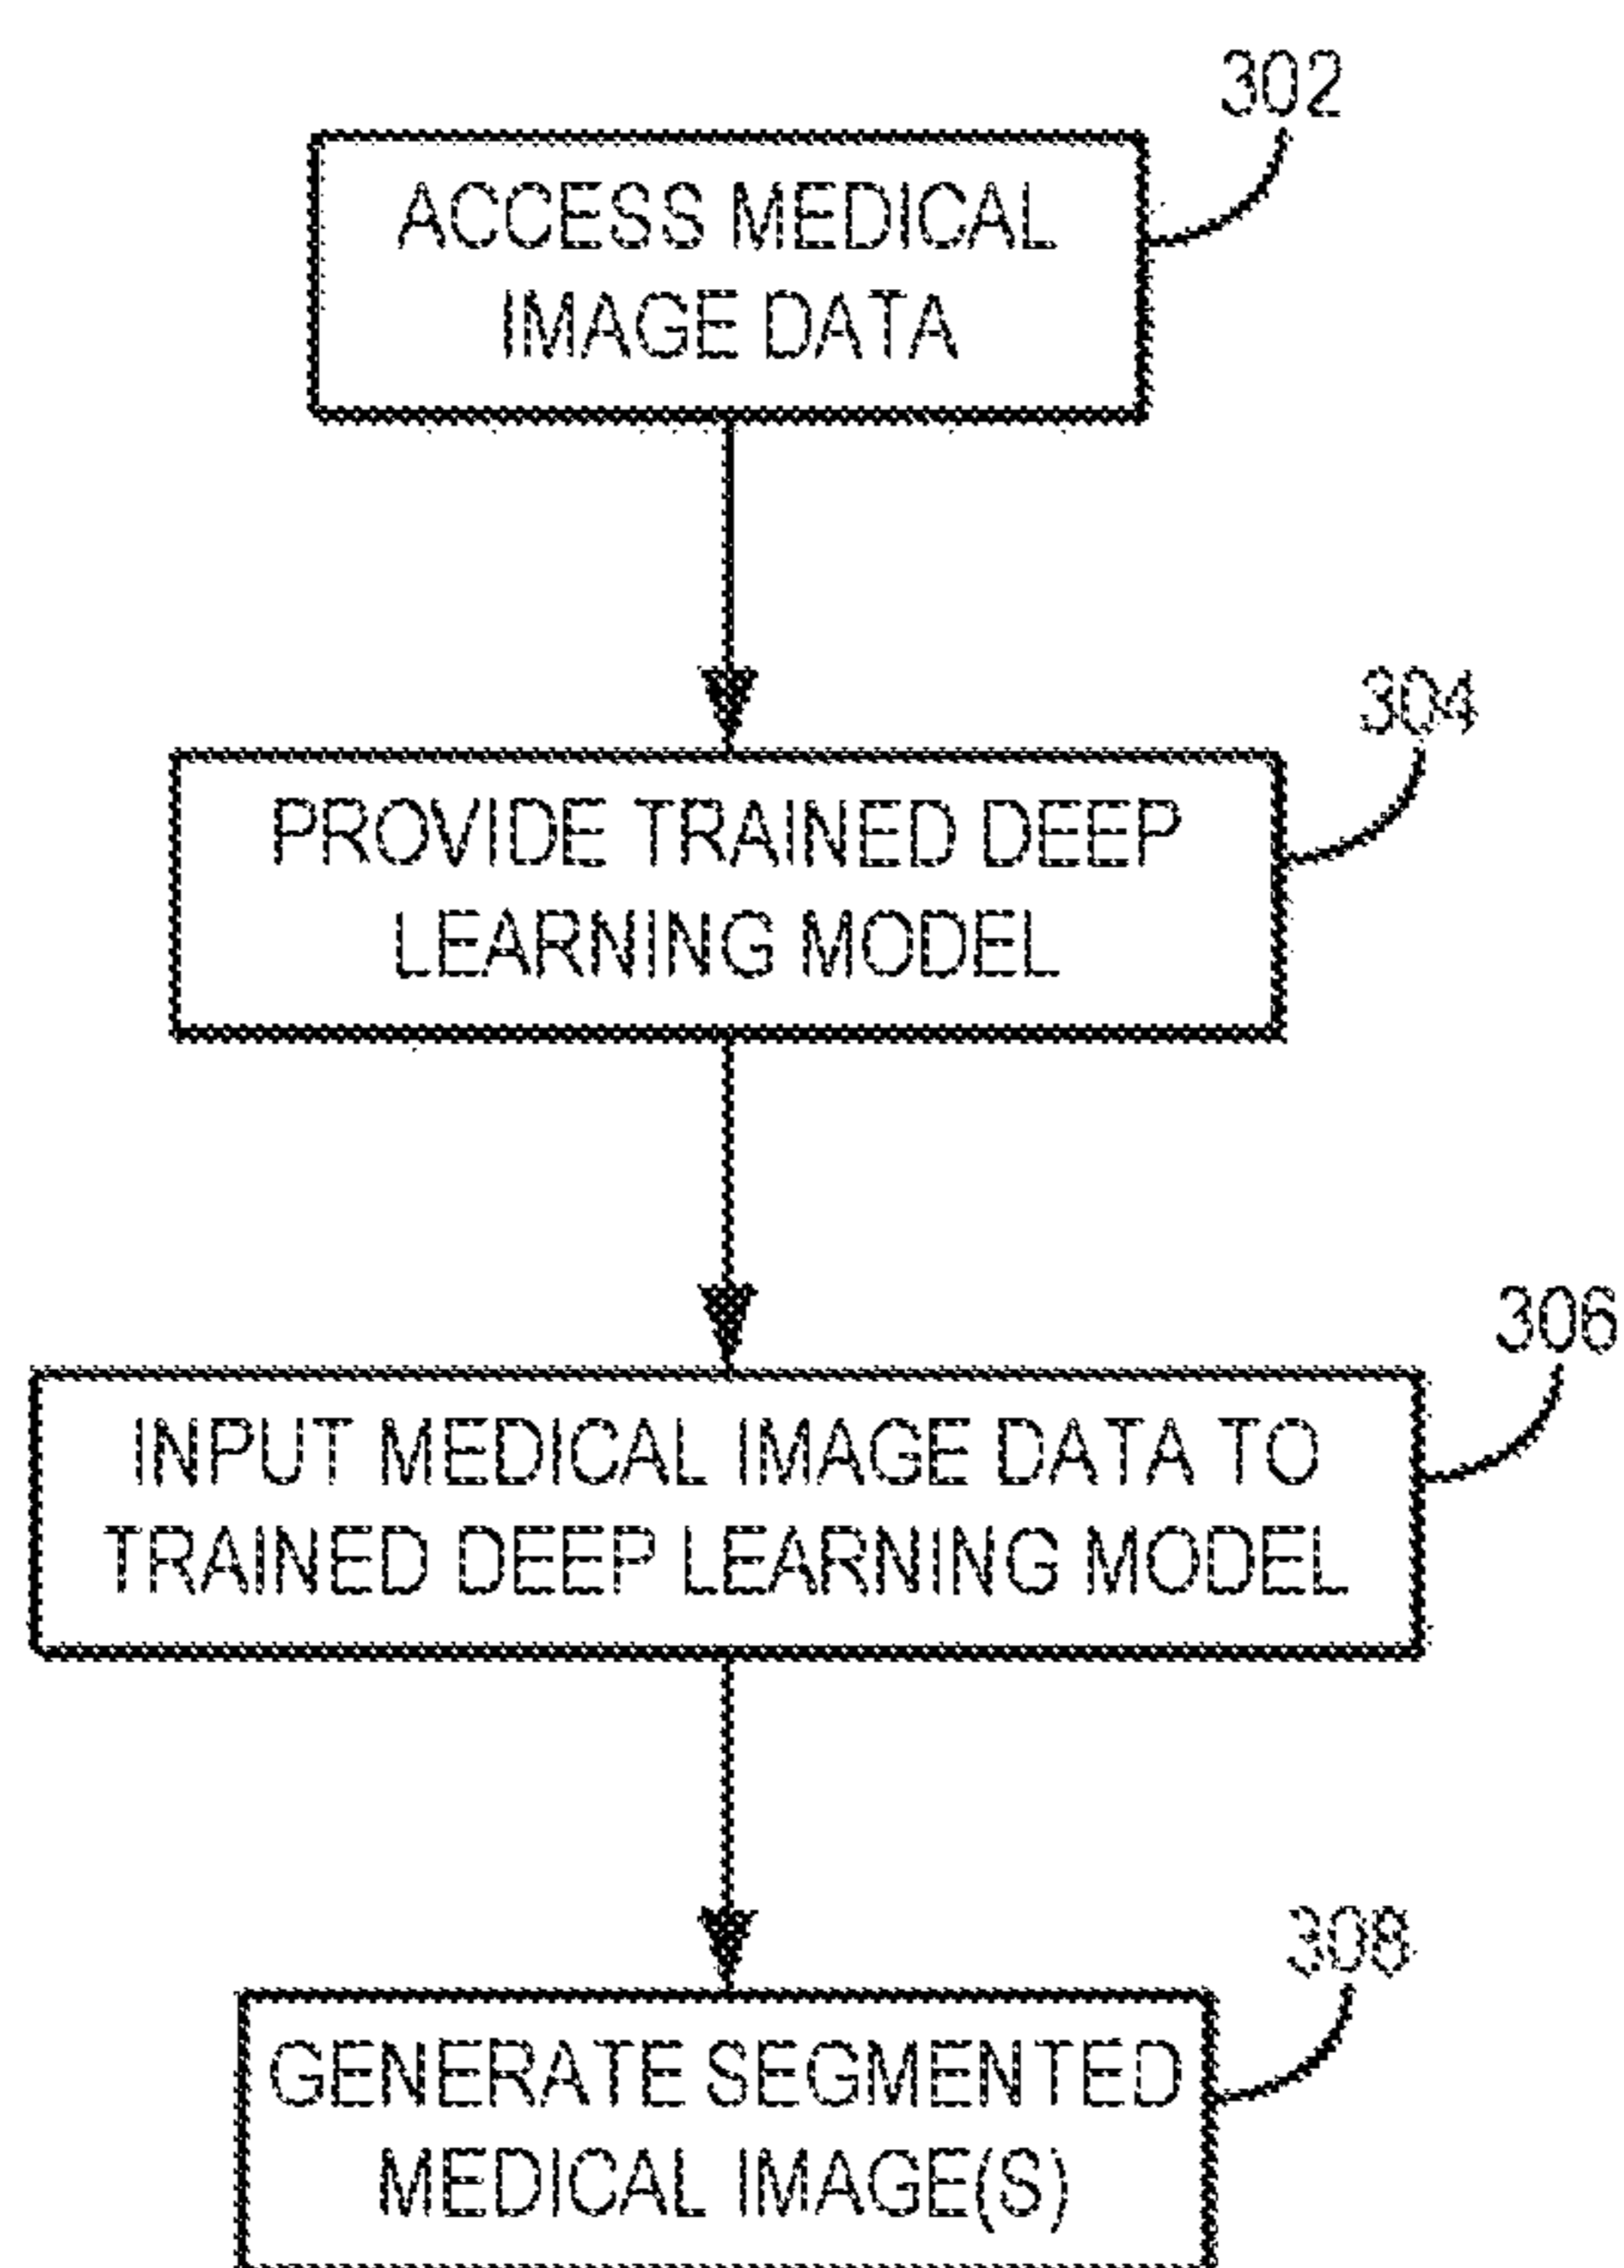 302
ACCESS MEDICAL
IMAGE DATA
304
PROVIDE TRAINED DEEP
LEARNING MODEL
306
INPUT MEDICAL IMAGE DATA TO
TRAINED DEEP LEARNING MODEL
308
GENERATE SEGMENTED
MEDICAL IMAGE(S)